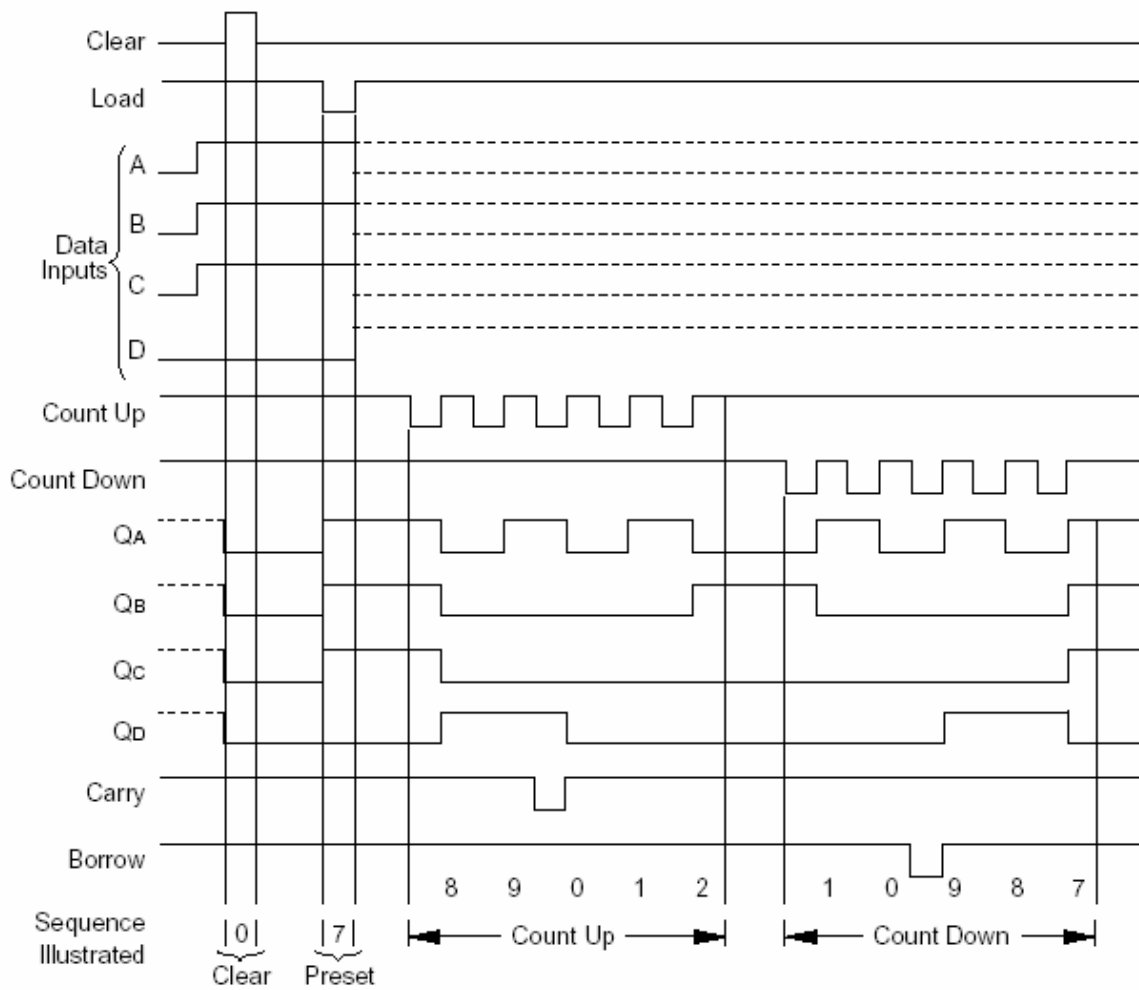 Clear
Load
A
B
Data
Inputs
C
D
Count Up
Count Down
QA
QB
QC
QD
Carry
Borrow
8 9 0 1 2 1 0 9 8 7
Sequence
Illustrated
0 7 Count Up Count Down
Clear Preset